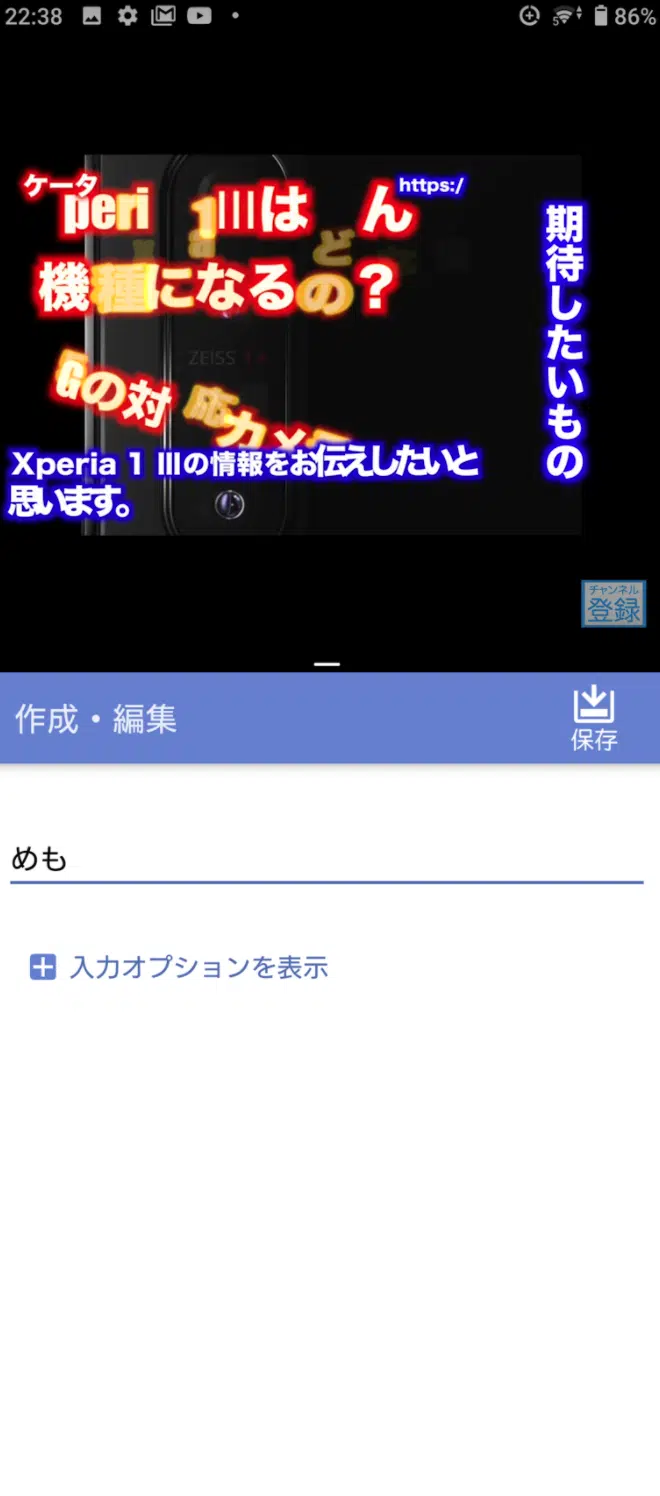 22:38
86%
ケータ
https:/
peri 1 IIIは ん
ど
機種になるの？
期待したいもの
ZEISS
Gの対応カメ
Xperia 1 IIIの情報をお伝えしたいと
思います。
チャンネル
登録
作成・編集
保存
めも
入力オプションを表示